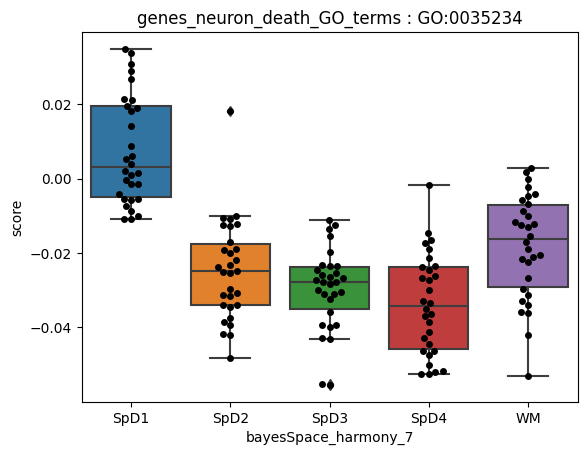 genes_neuron_death_GO_terms : GO:0035234
0.02
0.00
−0.02
−0.04
score
SpD1 SpD2 SpD3 SpD4 WM
bayesSpace_harmony_7